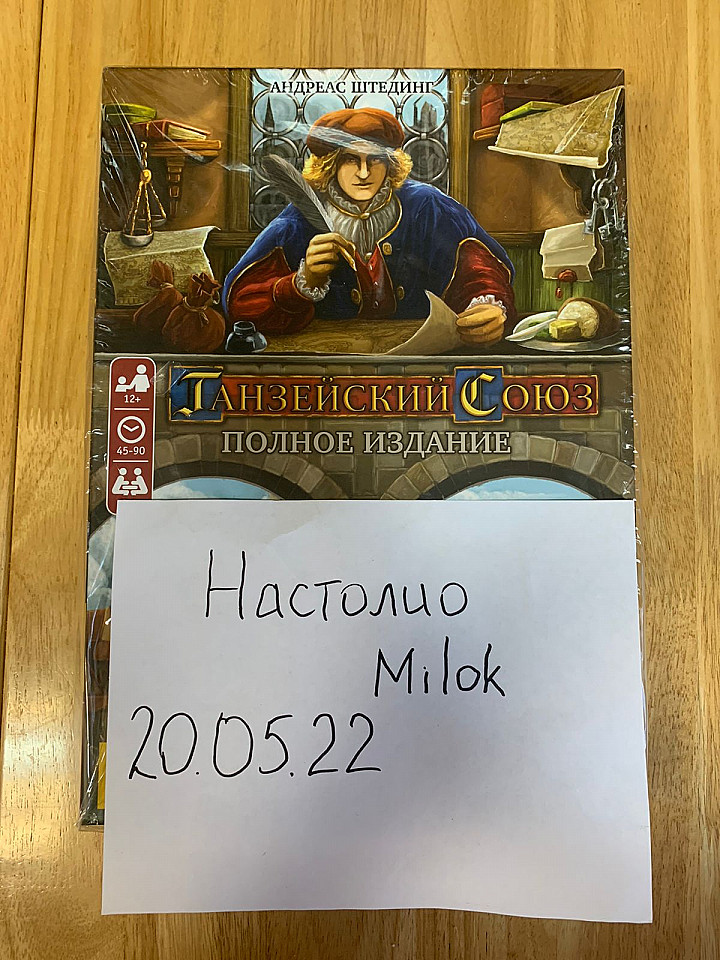 АНДРЕАС ШТЕДИНГ
12+
45-90
ГАНЗЕЙСКИЙ СОЮЗ
ПОЛНОЕ ИЗДАНИЕ
Настолио
Milok
20.05.22